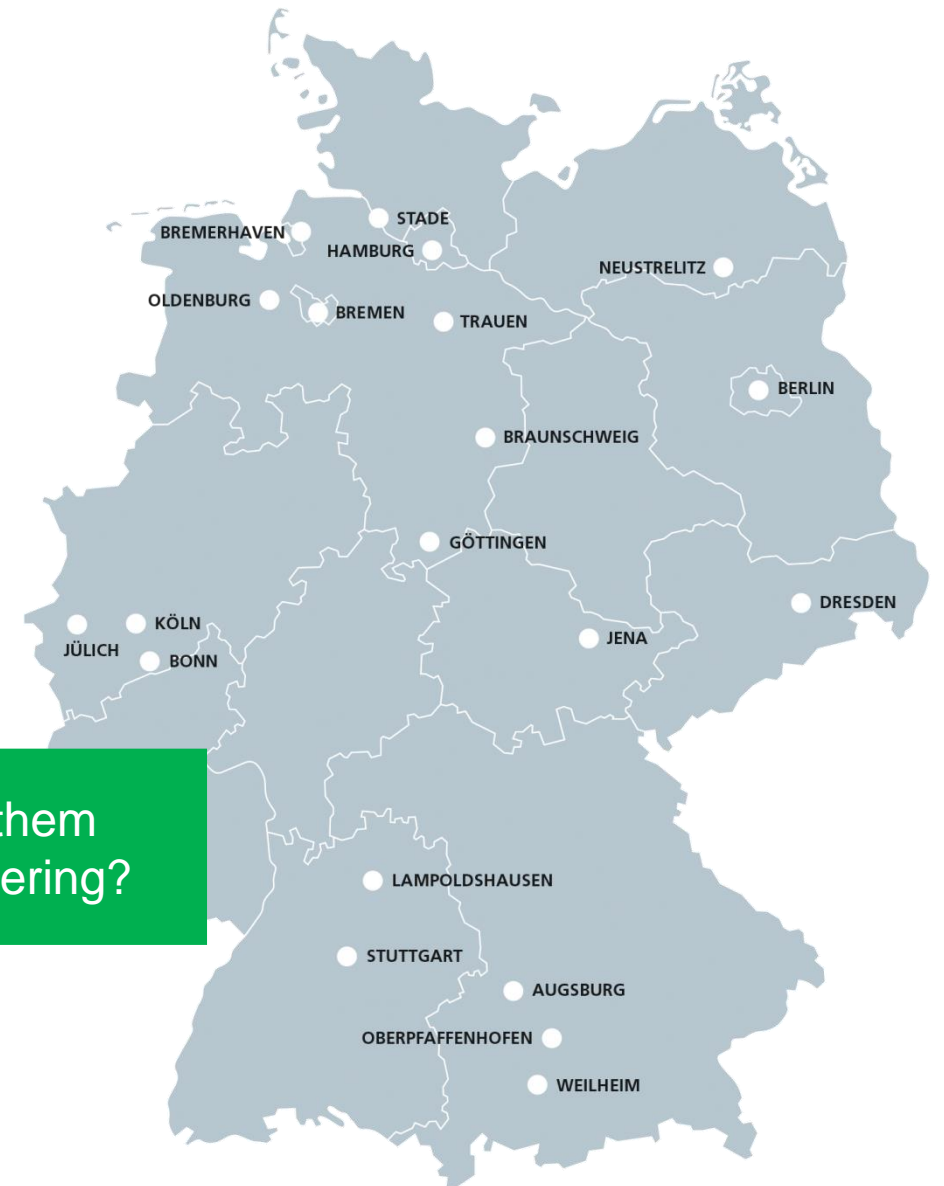 STADE
BREMERHAVEN
HAMBURG
NEUSTRELITZ
OLDENBURG
BREMEN
TRAUEN
BERLIN
BRAUNSCHWEIG
GÖTTINGEN
DRESDEN
KÖLN
JENA
JÜLICH
BONN
them
ering?
LAMPOLDSHAUSEN
STUTTGART
AUGSBURG
OBERPFAFFENHOFEN
WEILHEIM